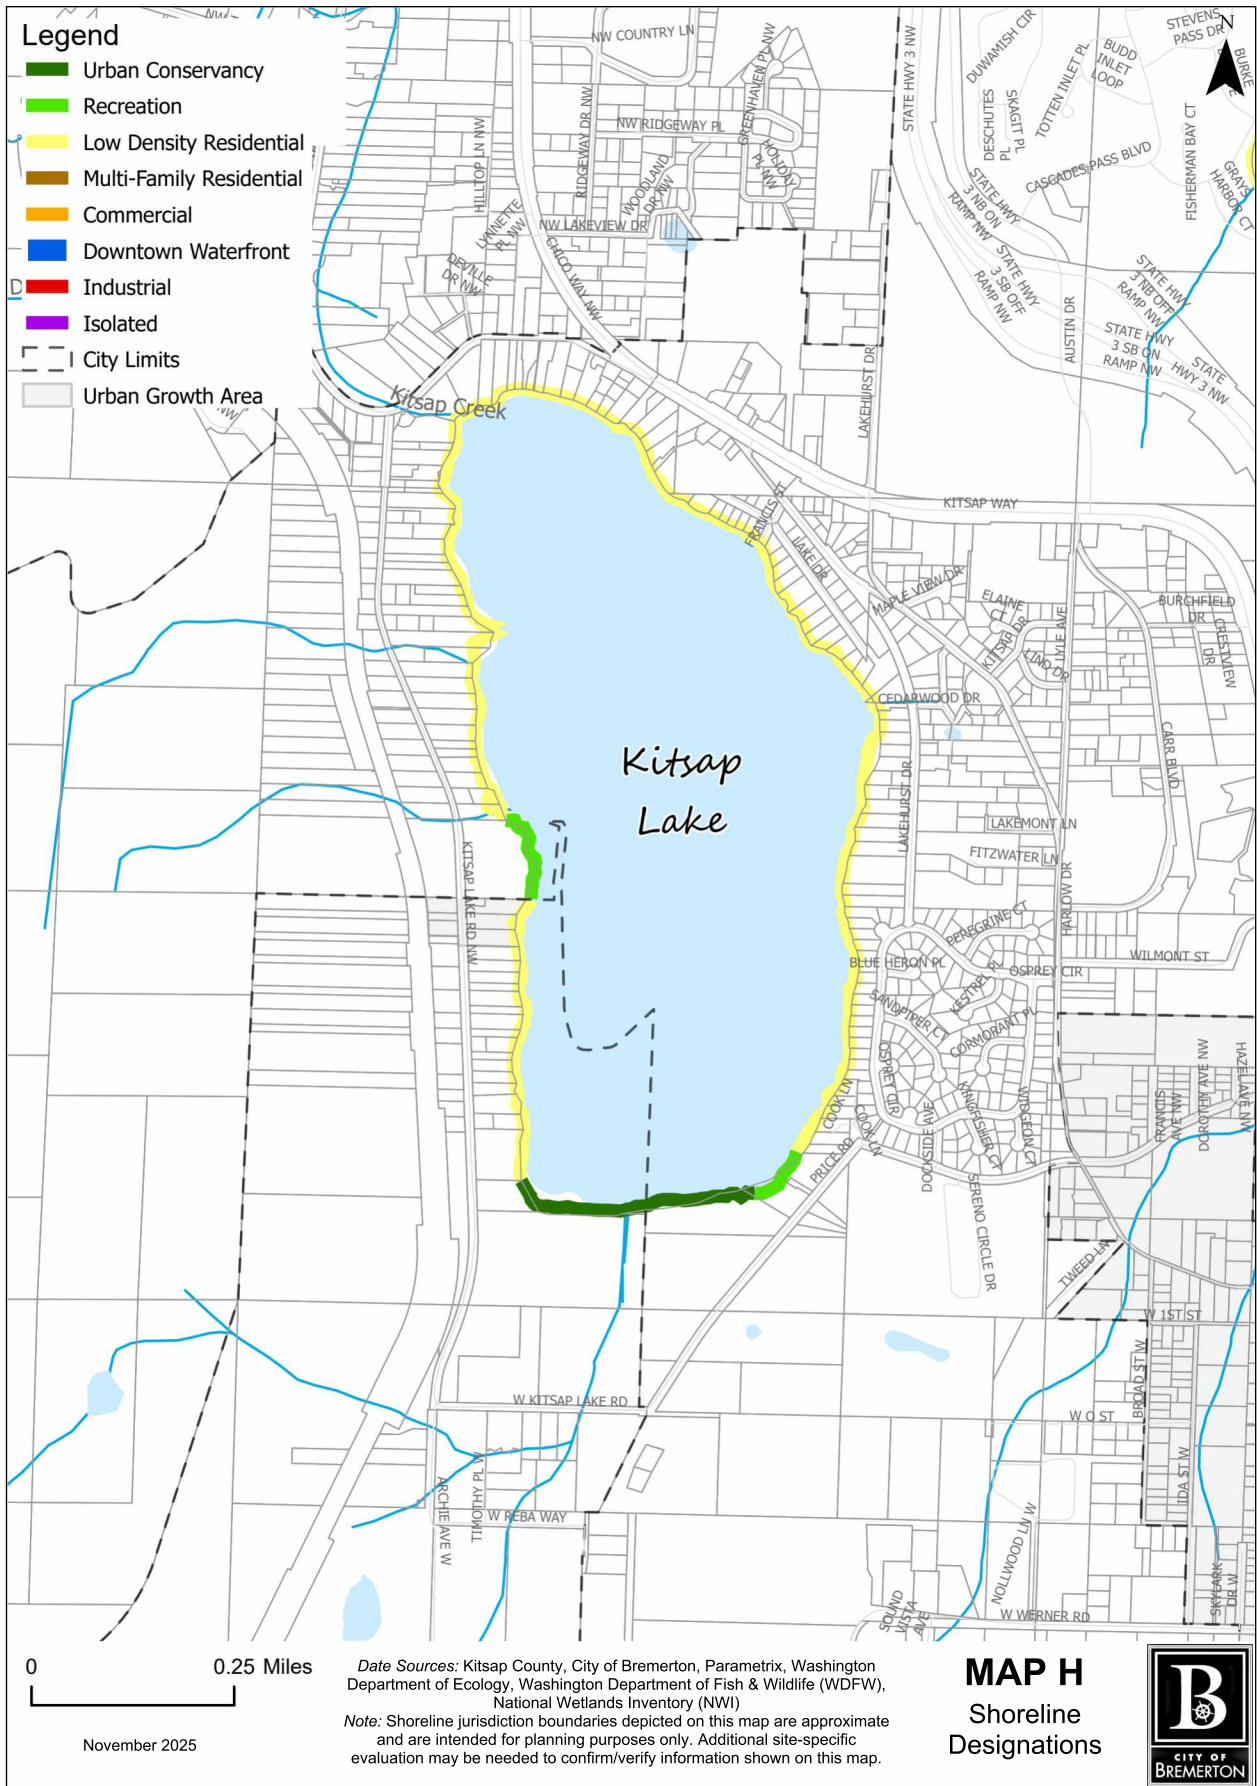 Legend
Urban Conservancy
Recreation
Low Density Residential
Multi-Family Residential
Commercial
Downtown Waterfront
Industrial
Isolated
City Limits
Urban Growth Area
D
NW
NW COUNTRY LN
GREENHAVEN PL NW
STATE HWY 3 NW
DUWAMISH CIR
STEVENS
PASS DR
N
BUDD
INLET
LOOP
BURKE
TOTTEN INLET PL
DESCHUTES
PL
SKAGIT PL
FISHERMAN BAY CT
CASCADES PASS BLVD
GRAYS
HARBOR CT
HILLTOP LN NW
RIDGEWAY DR NW
NW RIDGEWAY PL
HOLIDAY
PL NW
WOODLAND
DR NW
LYNNETTE
PL NW
NW LAKEVIEW DR
DEVILLE
DR NW
CHICO WAY NW
STATE HWY
3 NB ON
RAMP NW
STATE HWY
3 SB OFF
RAMP NW
STATE HWY
3 NB OFF
RAMP NW
STATE HWY
3 SB ON
RAMP NW
STATE
HWY 3 NW
AUSTIN DR
LAKEHURST DR
Kitsap Creek
KITSAP WAY
FRANCIS ST
LAKE DR
MAPLE VIEW DR
ELAINE
CT
KITSAP DR
LIND DR
LYLE AVE
BURCHFIELD
DR
CRESTVIEW
DR
CEDARWOOD DR
CARR BLVD
Kitsap
Lake
LAKEHURST DR
LAKEMONT LN
FITZWATER LN
HARLOW DR
KITSAP LAKE RD NW
PEREGRINE CT
BLUE HERON PL
OSPREY CIR
WILMONT ST
KESTREL PL
SANDPIPER CT
CORMORANT PL
OSPREY CIR
COOK LN
COOK LN
PRICE RD
DOCKSIDE AVE
KINGFISHER CT
WIDGEON CT
SERENO CIRCLE DR
FRANCIS
AVE NW
DOROTHY AVE NW
HAZEL AVE NW
TWEED LN
W 1ST ST
BROAD ST W
W KITSAP LAKE RD
W O ST
IDA ST W
ARCHIE AVE W
TIMOTHY PL W
W REBA WAY
NOLLWOOD LN W
SOUND
VISTA
AVE
W WERNER RD
SKYLARK
DR W
0 0.25 Miles
November 2025
Date Sources: Kitsap County, City of Bremerton, Parametrix, Washington
Department of Ecology, Washington Department of Fish & Wildlife (WDFW),
National Wetlands Inventory (NWI)
Note: Shoreline jurisdiction boundaries depicted on this map are approximate
and are intended for planning purposes only. Additional site-specific
evaluation may be needed to confirm/verify information shown on this map.
MAP H
Shoreline
Designations
B
CITY OF
BREMERTON